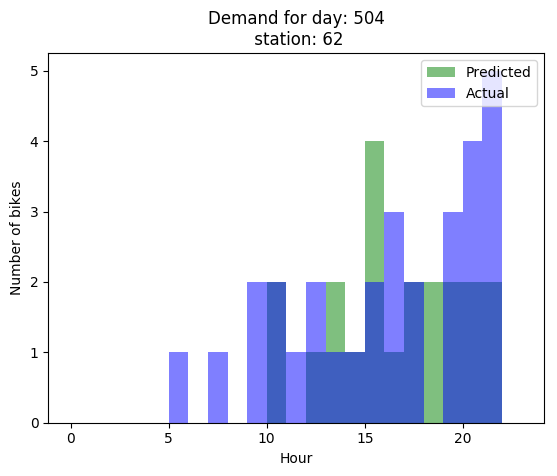 Demand for day: 504
station: 62
Predicted
Actual
5
4
3
2
1
0
Number of bikes
0 5 10 15 20
Hour